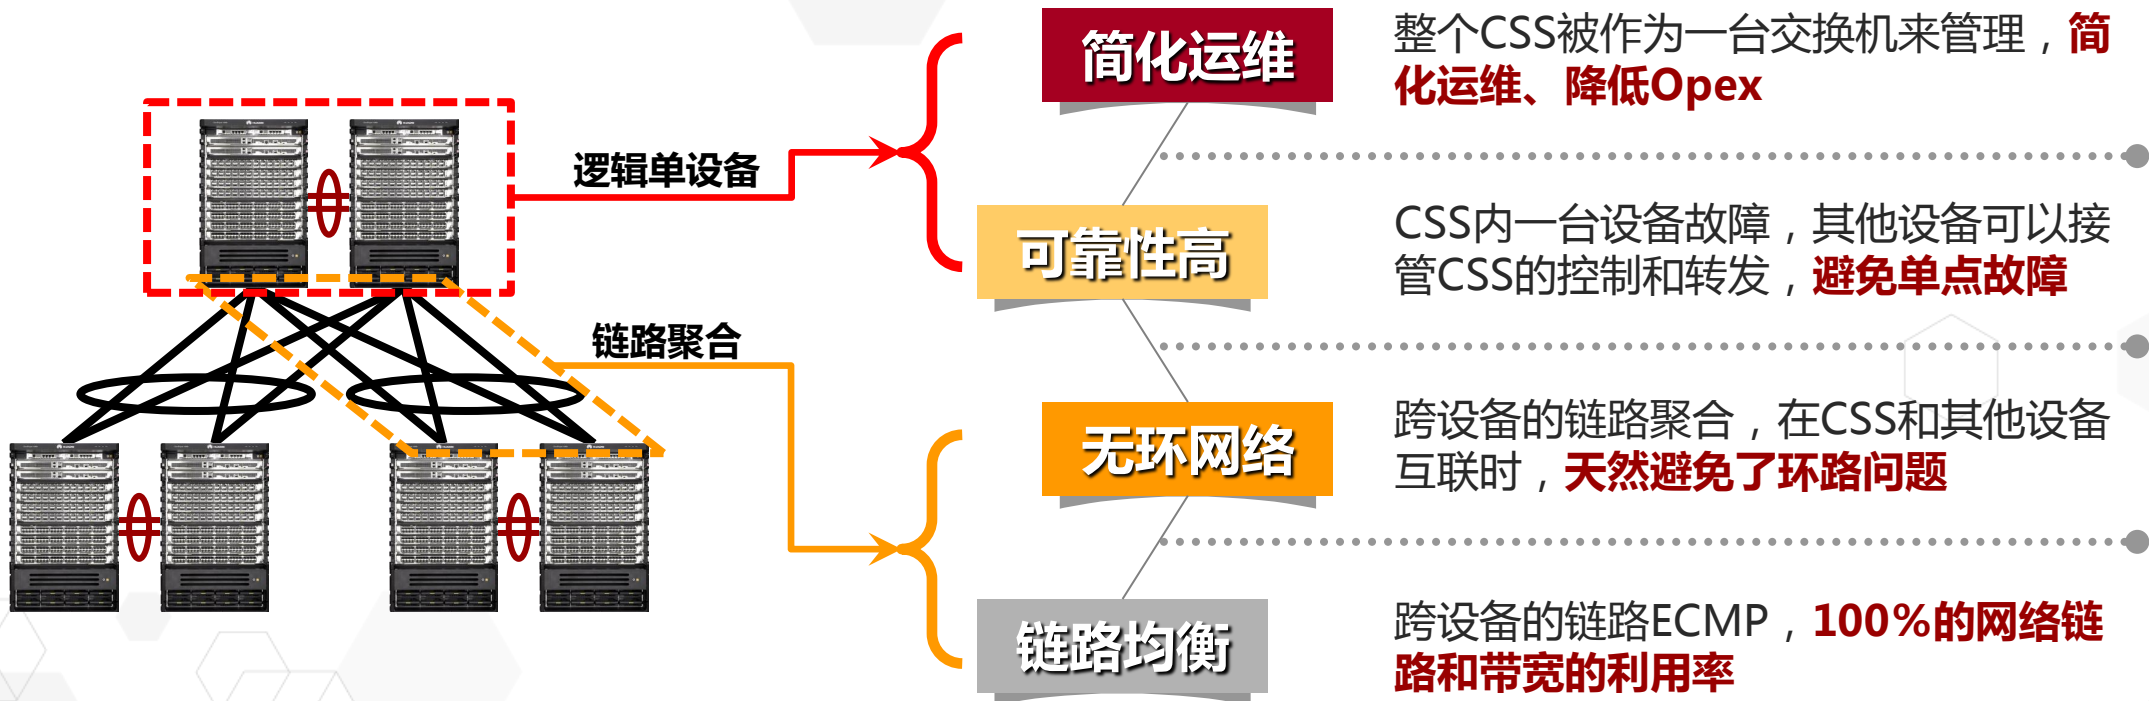 简化运维
整个CSS被作为一台交换机来管理，简
化运维、降低Opex
逻辑单设备
可靠性高
CSS内一台设备故障，其他设备可以接
管CSS的控制和转发，避免单点故障
链路聚合
无环网络
跨设备的链路聚合，在CSS和其他设备
互联时，天然避免了环路问题
链路均衡
跨设备的链路ECMP，100%的网络链
路和带宽的利用率